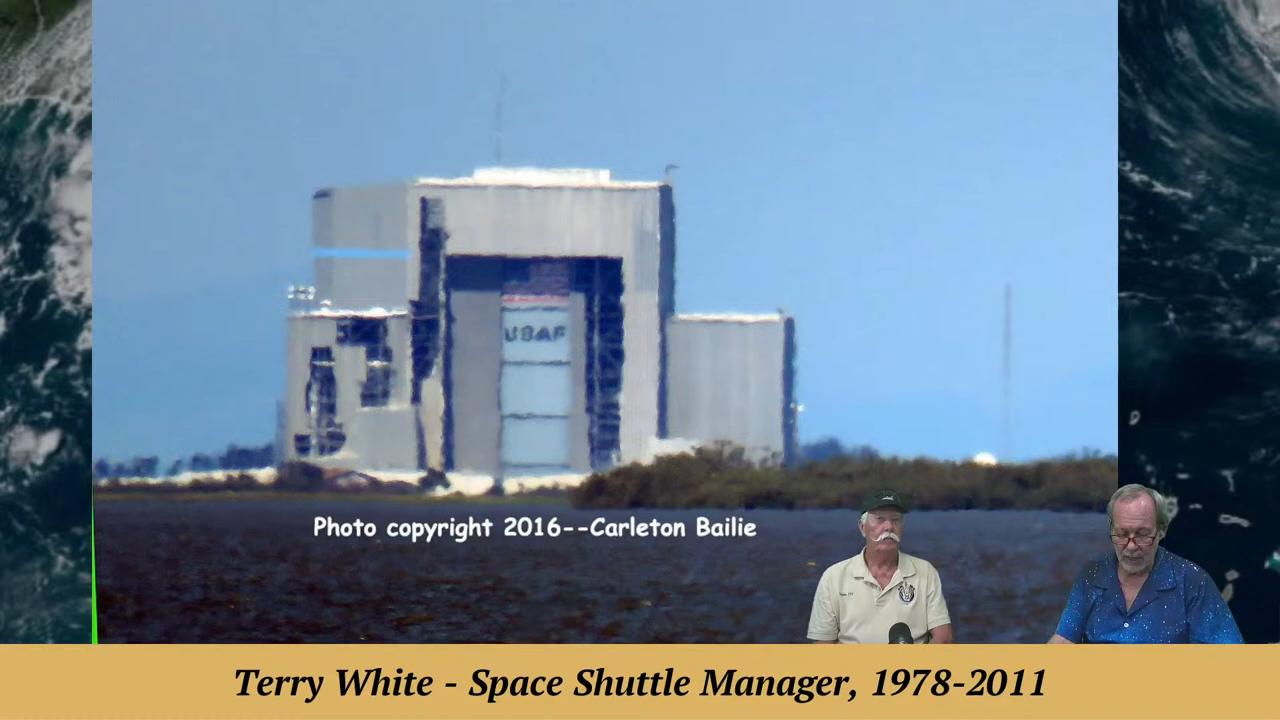 USAF
Photo copyright 2016--Carleton Bailie
Terry White - Space Shuttle Manager, 1978-2011